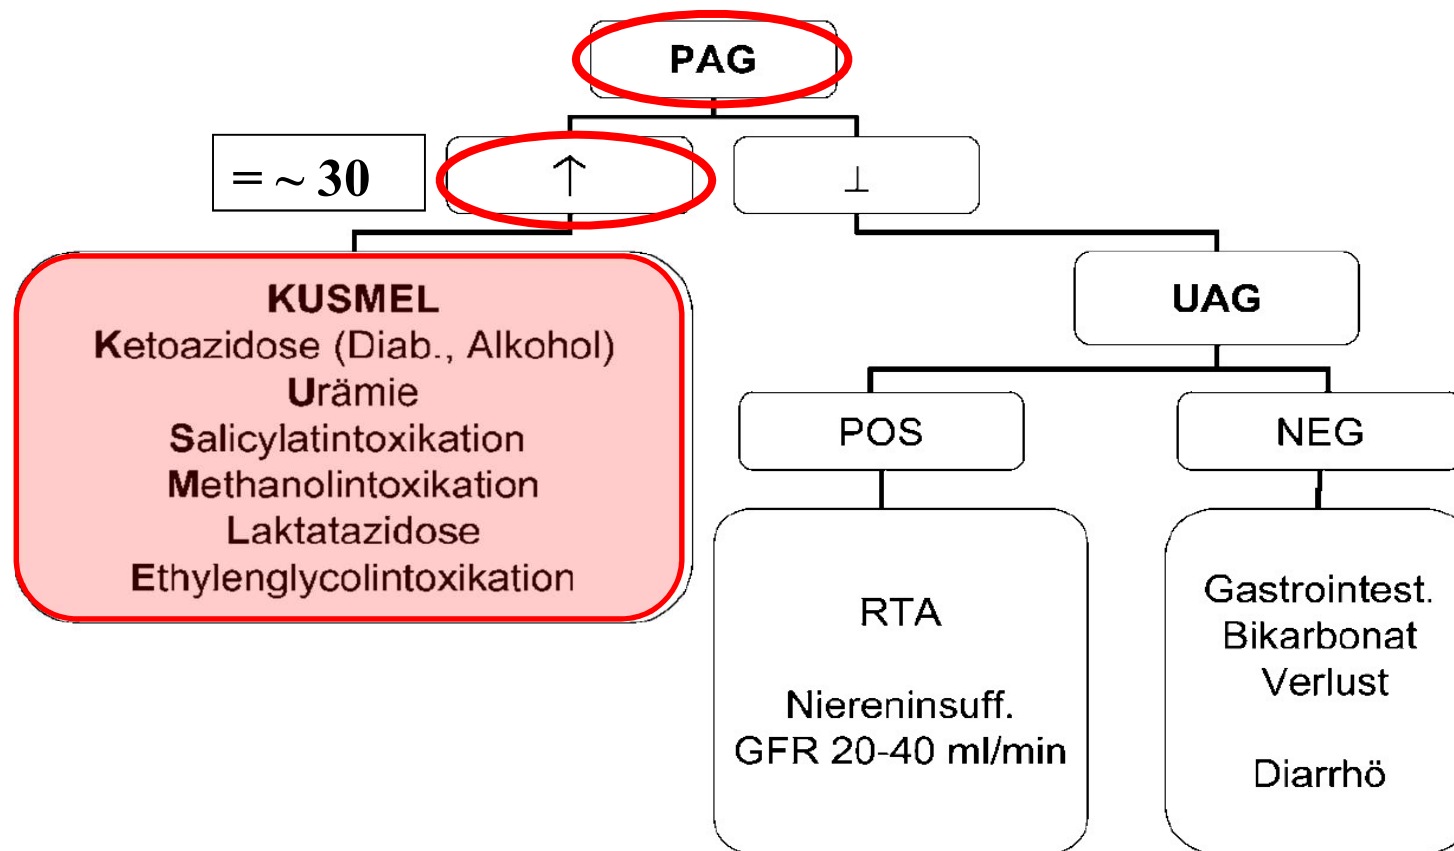 PAG
= ~ 30
↑
⊥
KUSMEL
Ketoazidose (Diab., Alkohol)
Urämie
Salicylatintoxikation
Methanolintoxikation
Laktatazidose
Ethylenglycolintoxikation
UAG
POS
NEG
RTA
Niereninsuff.
GFR 20-40 ml/min
Gastrointest.
Bikarbonat
Verlust
Diarrhö